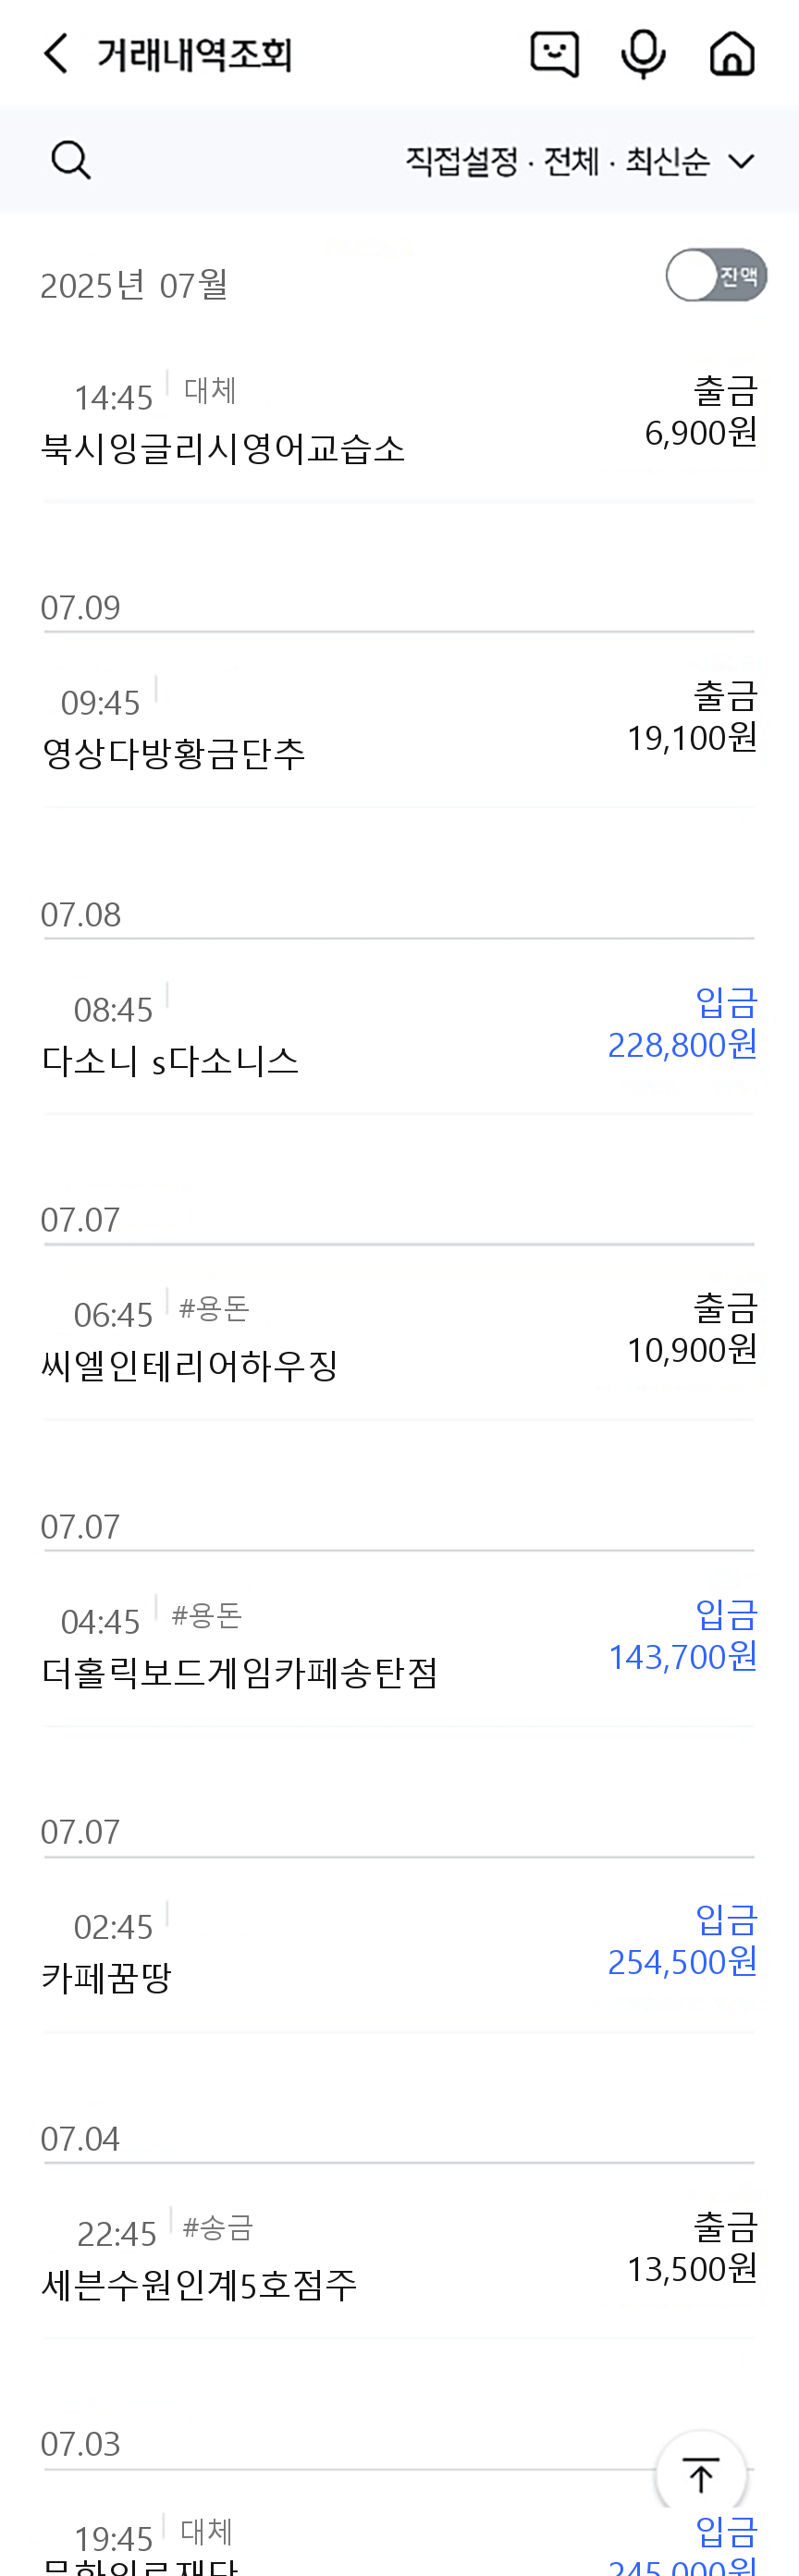 거래내역조회
직접설정 · 전체 · 최신순
2025년 07월
잔액
14:45 대체
출금
북시잉글리시영어교습소
6,900원
07.09
09:45
출금
영상다방황금단추
19,100원
07.08
08:45
입금
다소니 s다소니스
228,800원
07.07
06:45 #용돈
출금
씨엘인테리어하우징
10,900원
07.07
04:45 #용돈
입금
더홀릭보드게임카페송탄점
143,700원
07.07
02:45
입금
카페꿈땅
254,500원
07.04
22:45 #송금
출금
세븐수원인계5호점주
13,500원
07.03
19:45 대체
입금
245,000원